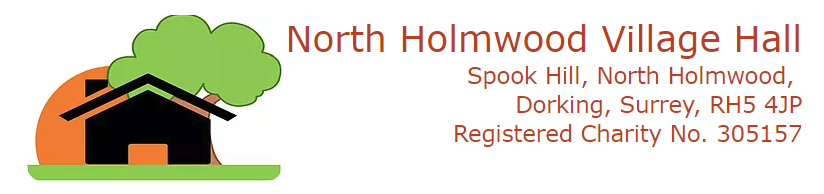 North Holmwood Village Hall
Spook Hill, North Holmwood,
Dorking, Surrey, RH5 4JP
Registered Charity No. 305157